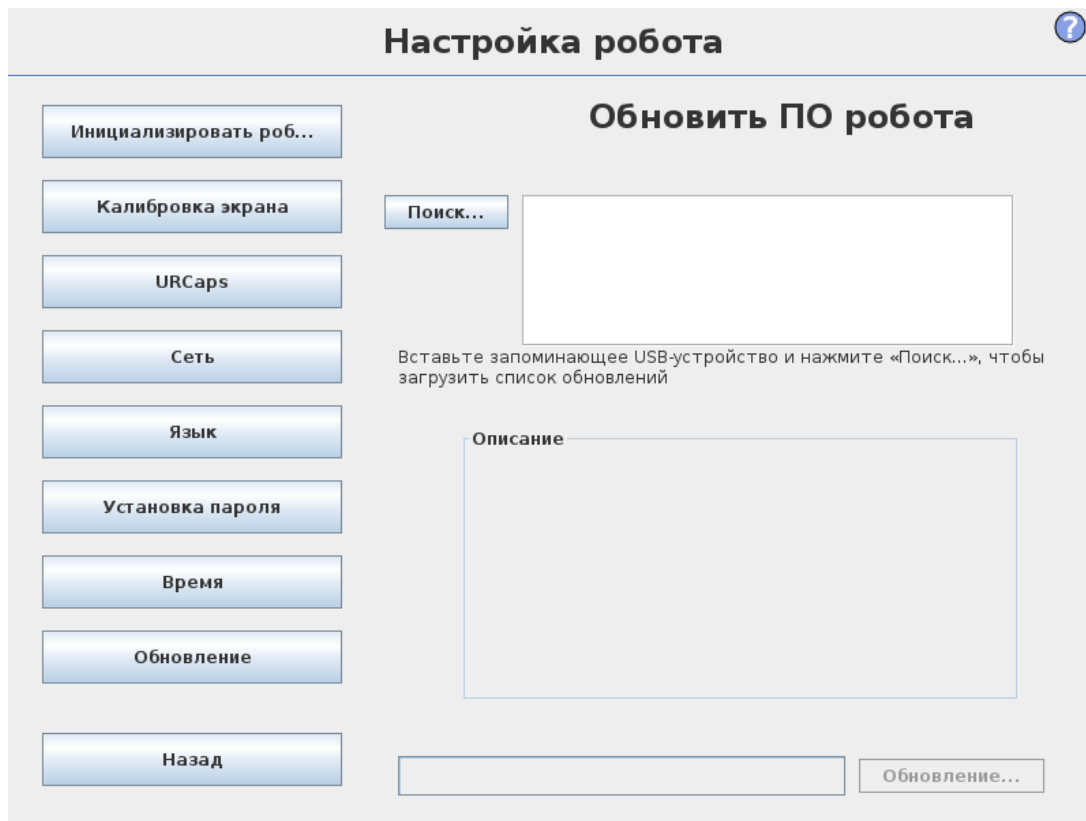 Настройка робота
?
Инициализировать роб...
Калибровка экрана
URCaps
Сеть
Язык
Установка пароля
Время
Обновление
Назад
Обновить ПО робота
Поиск...
Вставьте запоминающее USB-устройство и нажмите «Поиск...», чтобы
загрузить список обновлений
Описание
Обновление...